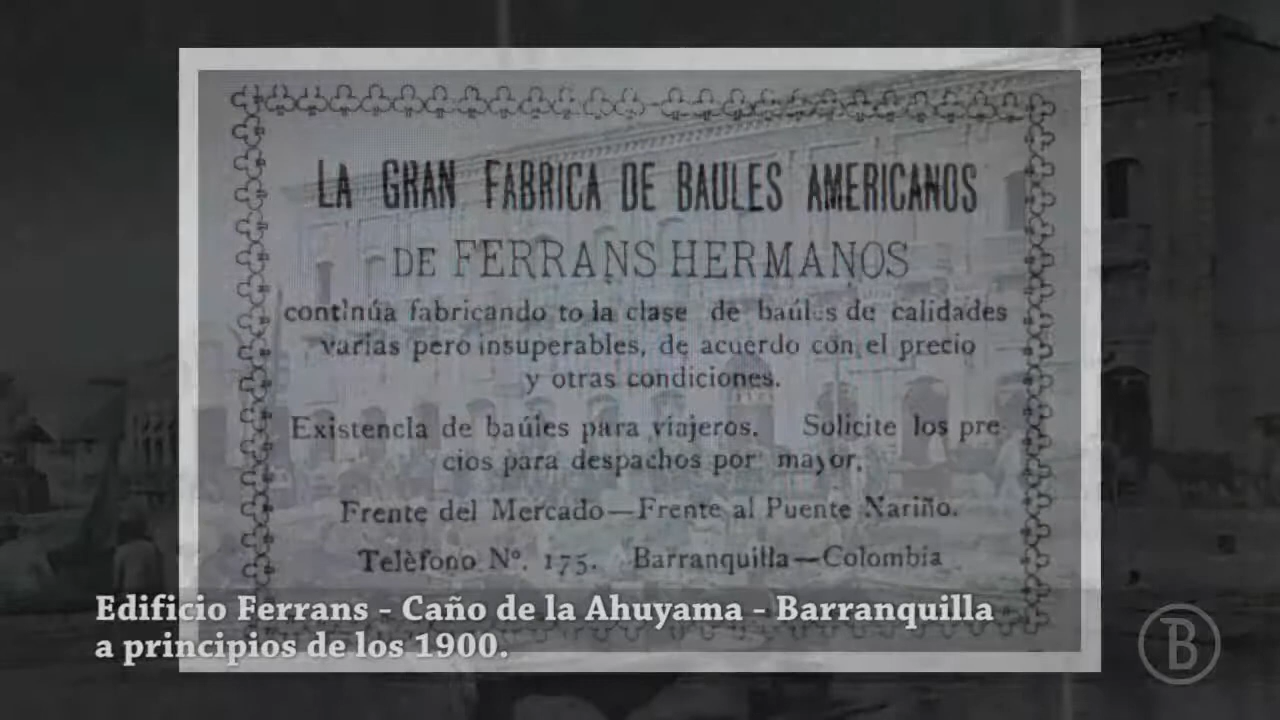 LA GRAN FABRICA DE BAULES AMERICANOS
DE FERRANS HERMANOS
continúa fabricando to la clase de baúles de calidades
varias pero insuperables, de acuerdo con el precio
y otras condiciones.
Existencia de baúles para viajeros. Solicite los pre-
cios para despachos por mayor.
Frente del Mercado—Frente al Puente Nariño.
Telèfono N°. 175. Barranquilla—Colombia
Edificio Ferrans - Caño de la Ahuyama - Barranquilla
a principios de los 1900.
B